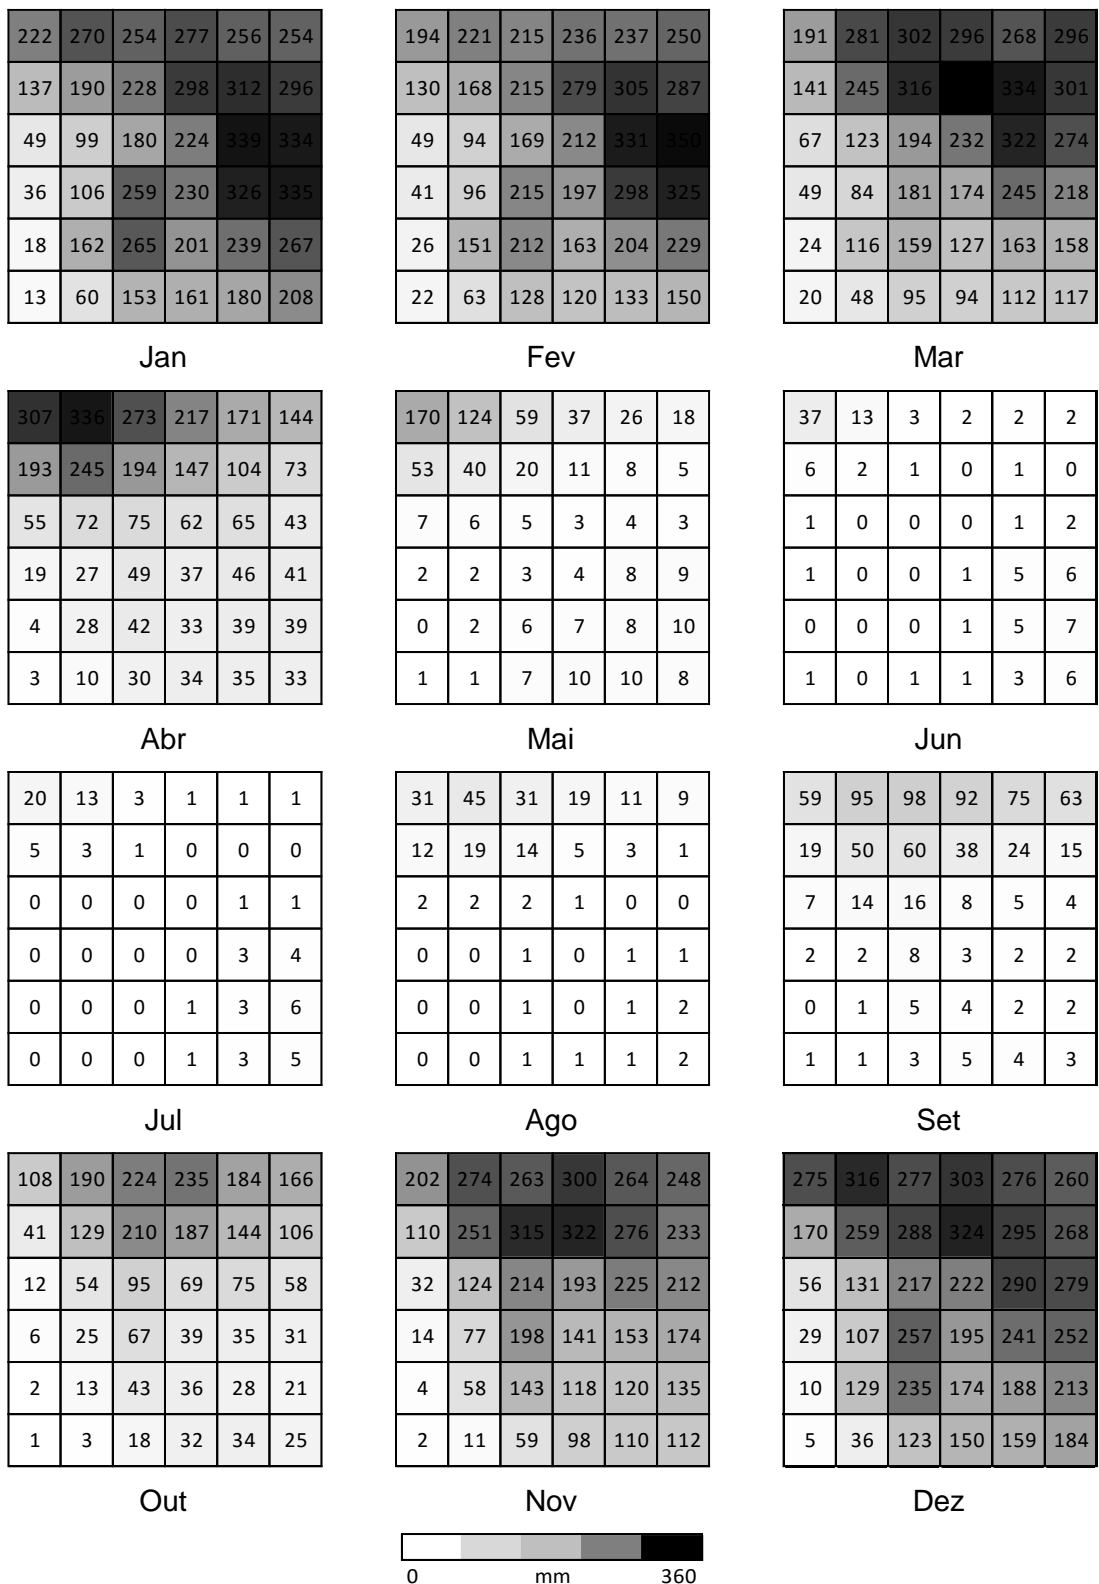 222 270 254 277 256 254 194 221 215 236 237 250 191 281 302 296 268 296
137 190 228 298 312 296 130 168 215 279 305 287 141 245 316 334 301
49 99 180 224 339 334 49 94 169 212 331 350 67 123 194 232 322 274
36 106 259 230 326 335 41 96 215 197 298 325 49 84 181 174 245 218
18 162 265 201 239 267 26 151 212 163 204 229 24 116 159 127 163 158
13 60 153 161 180 208 22 63 128 120 133 150 20 48 95 94 112 117
Jan Fev Mar
307 336 273 217 171 144 170 124 59 37 26 18 37 13 3 2 2 2
193 245 194 147 104 73 53 40 20 11 8 5 6 2 1 0 1 0
55 72 75 62 65 43 7 6 5 3 4 3 1 0 0 0 1 2
19 27 49 37 46 41 2 2 3 4 8 9 1 0 0 1 5 6
4 28 42 33 39 39 0 2 6 7 8 10 0 0 0 1 5 7
3 10 30 34 35 33 1 1 7 10 10 8 1 0 1 1 3 6
Abr Mai Jun
20 13 3 1 1 1 31 45 31 19 11 9 59 95 98 92 75 63
5 3 1 0 0 0 12 19 14 5 3 1 19 50 60 38 24 15
0 0 0 0 1 1 2 2 2 1 0 0 7 14 16 8 5 4
0 0 0 0 3 4 0 0 1 0 1 1 2 2 8 3 2 2
0 0 0 1 3 6 0 0 1 0 1 2 0 1 5 4 2 2
0 0 0 1 3 5 0 0 1 1 1 2 1 1 3 5 4 3
Jul Ago Set
108 190 224 235 184 166 202 274 263 300 264 248 275 316 277 303 276 260
41 129 210 187 144 106 110 251 315 322 276 233 170 259 288 324 295 268
12 54 95 69 75 58 32 124 214 193 225 212 56 131 217 222 290 279
6 25 67 39 35 31 14 77 198 141 153 174 29 107 257 195 241 252
2 13 43 36 28 21 4 58 143 118 120 135 10 129 235 174 188 213
1 3 18 32 34 25 2 11 59 98 110 112 5 36 123 150 159 184
Out Nov Dez
0 mm 360